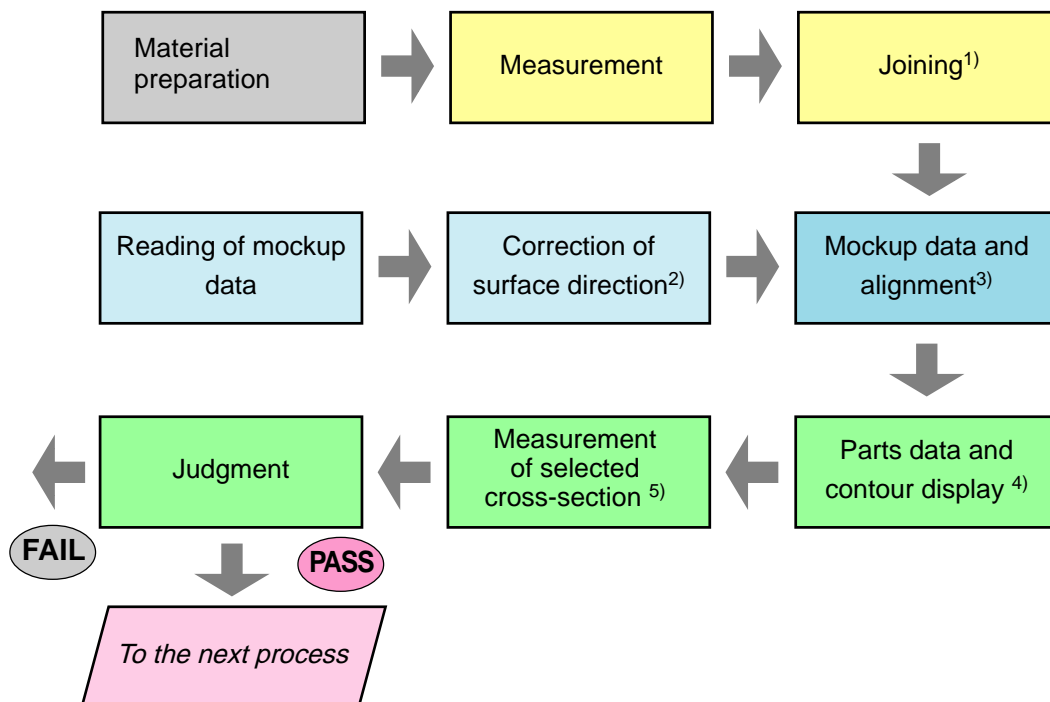 Material
preparation
Measurement
Joining1)
Reading of mockup
data
Correction of
surface direction2)
Mockup data and
alignment3)
Judgment
Measurement
of selected
cross-section 5)
Parts data and
contour display 4)
FAIL
PASS
To the next process